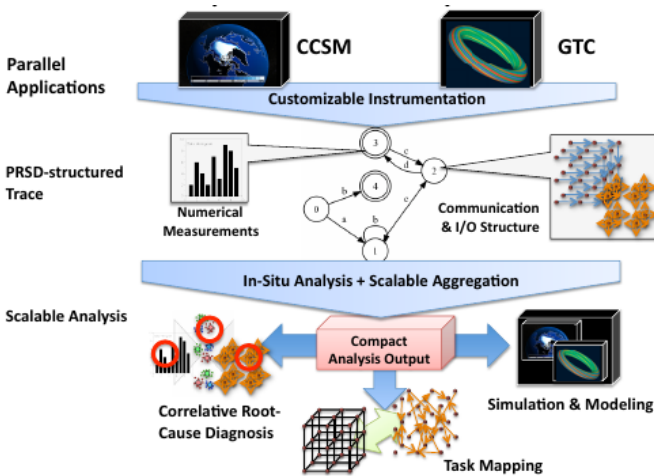 CCSM
GTC
Parallel
Applications
Customizable Instrumentation
PRSD-structured
Trace
Numerical
Measurements
3
c
d
2
b
4
0
a
e
b
1
Communication
& I/O Structure
In-Situ Analysis + Scalable Aggregation
Scalable Analysis
Compact
Analysis Output
Correlative Root-
Cause Diagnosis
Simulation & Modeling
Task Mapping